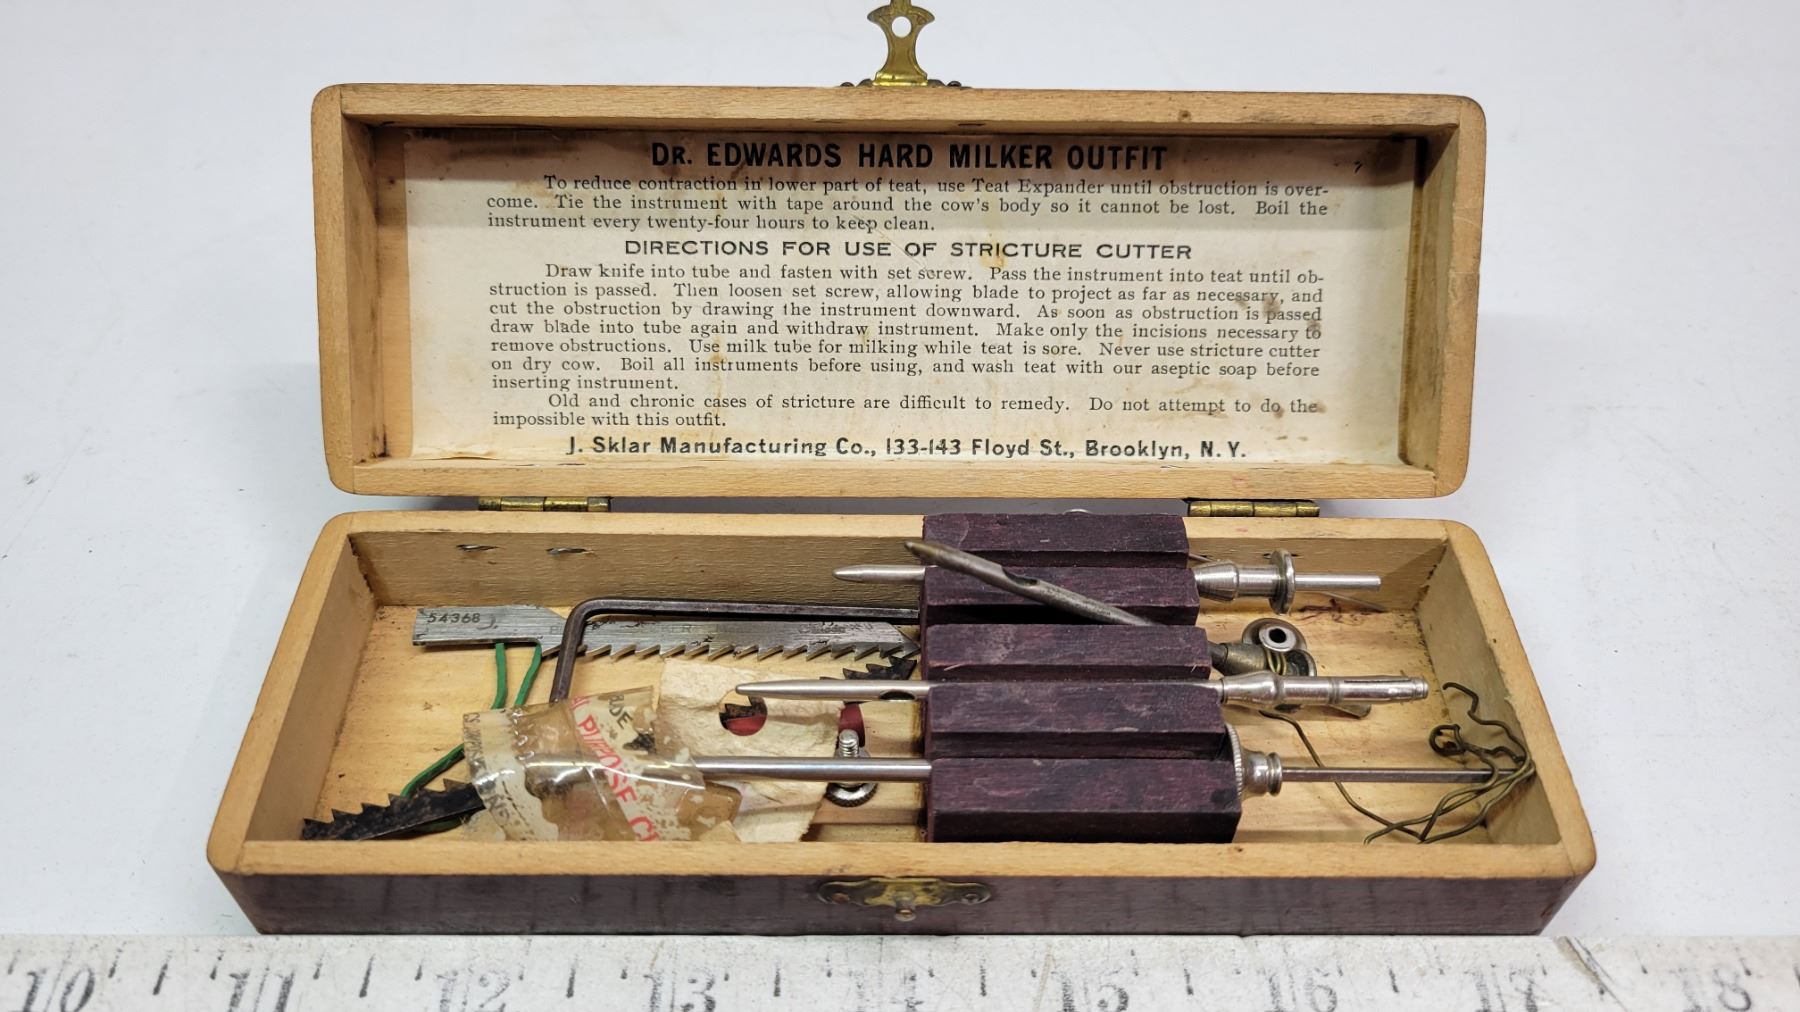 DR. EDWARDS HARD MILKER OUTFIT
To reduce contraction in lower part of teat, use Teat Expander until obstruction is over-
come. Tie the instrument with tape around the cow's body so it cannot be lost. Boil the
instrument every twenty-four hours to keep clean.
DIRECTIONS FOR USE OF STRICTURE CUTTER
Draw knife into tube and fasten with set screw. Pass the instrument into teat until ob-
struction is passed. Then loosen set screw, allowing blade to project as far as necessary, and
cut the obstruction by drawing the instrument downward. As soon as obstruction is passed
draw blade into tube again and withdraw instrument. Make only the incisions necessary to
remove obstructions. Use milk tube for milking while teat is sore. Never use stricture cutter
on dry cow. Boil all instruments before using, and wash teat with our aseptic soap before
inserting instrument.
Old and chronic cases of stricture are difficult to remedy. Do not attempt to do the
impossible with this outfit.
J. Sklar Manufacturing Co., 133-143 Floyd St., Brooklyn, N. Y.
54368
PURPOSE
10 11 12 13 14 15 16 17 18